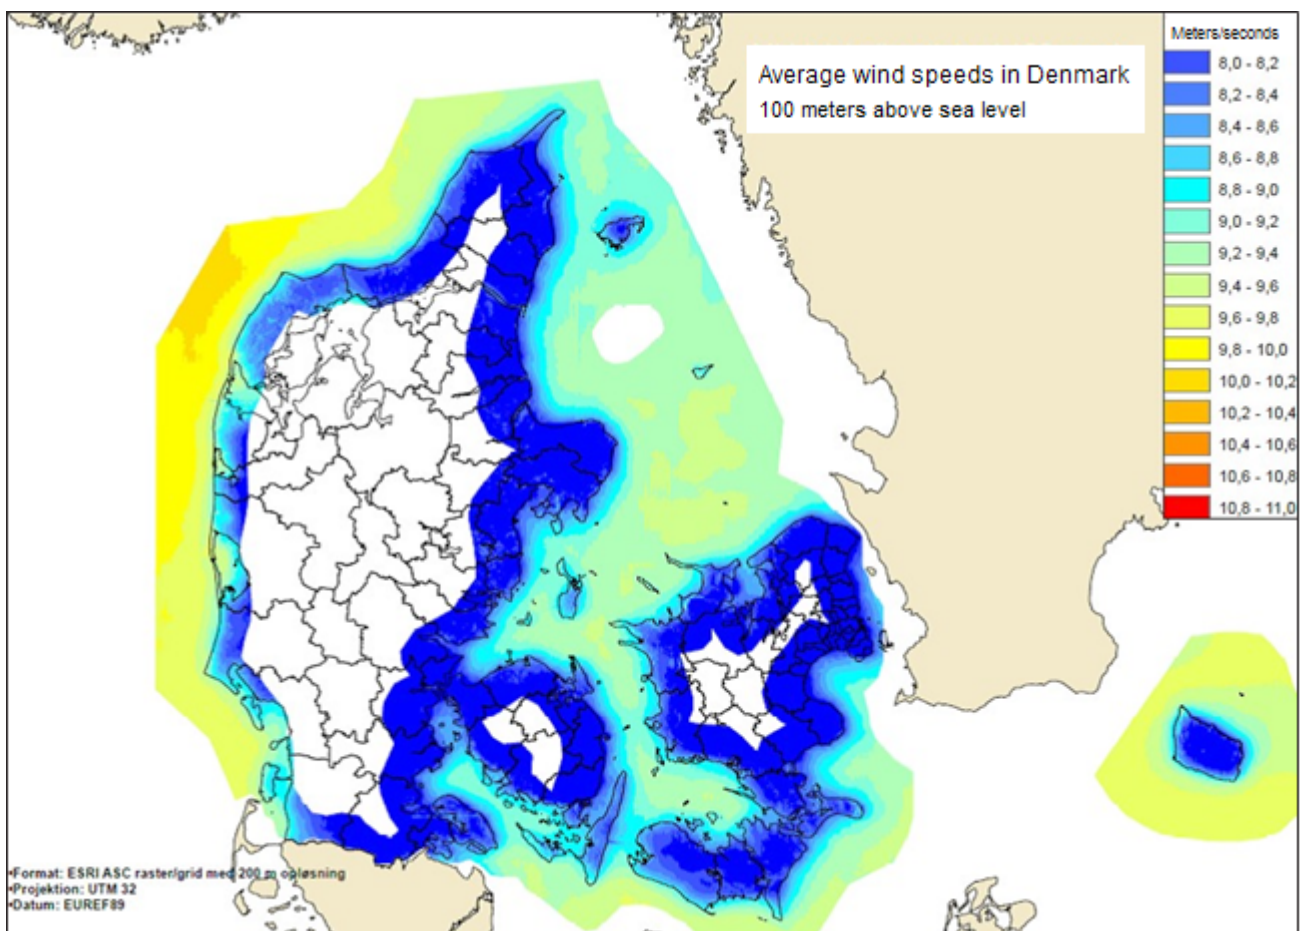 Meters/seconds
Average wind speeds in Denmark
100 meters above sea level
8,0 - 8,2
8,2 - 8,4
8,4 - 8,6
8,6 - 8,8
8,8 - 9,0
9,0 - 9,2
9,2 - 9,4
9,4 - 9,6
9,6 - 9,8
9,8 - 10,0
10,0 - 10,2
10,2 - 10,4
10,4 - 10,6
10,6 - 10,8
10,8 - 11,0
•Format: ESRI ASC raster/grid med 200 m opløsning
•Projektion: UTM 32
•Datum: EUREF89